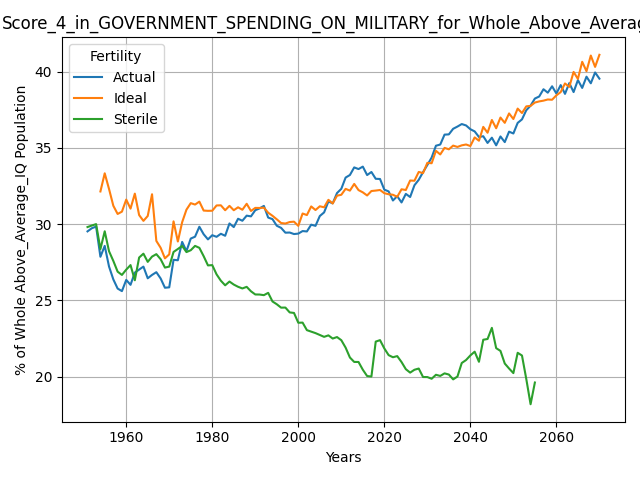 Score_4_in_GOVERNMENT_SPENDING_ON_MILITARY_for_Whole_Above_Averag
Fertility
Actual
Ideal
Sterile
% of Whole Above_Average_IQ Population
40
35
30
25
20
1960
1980
2000
2020
2040
2060
Years